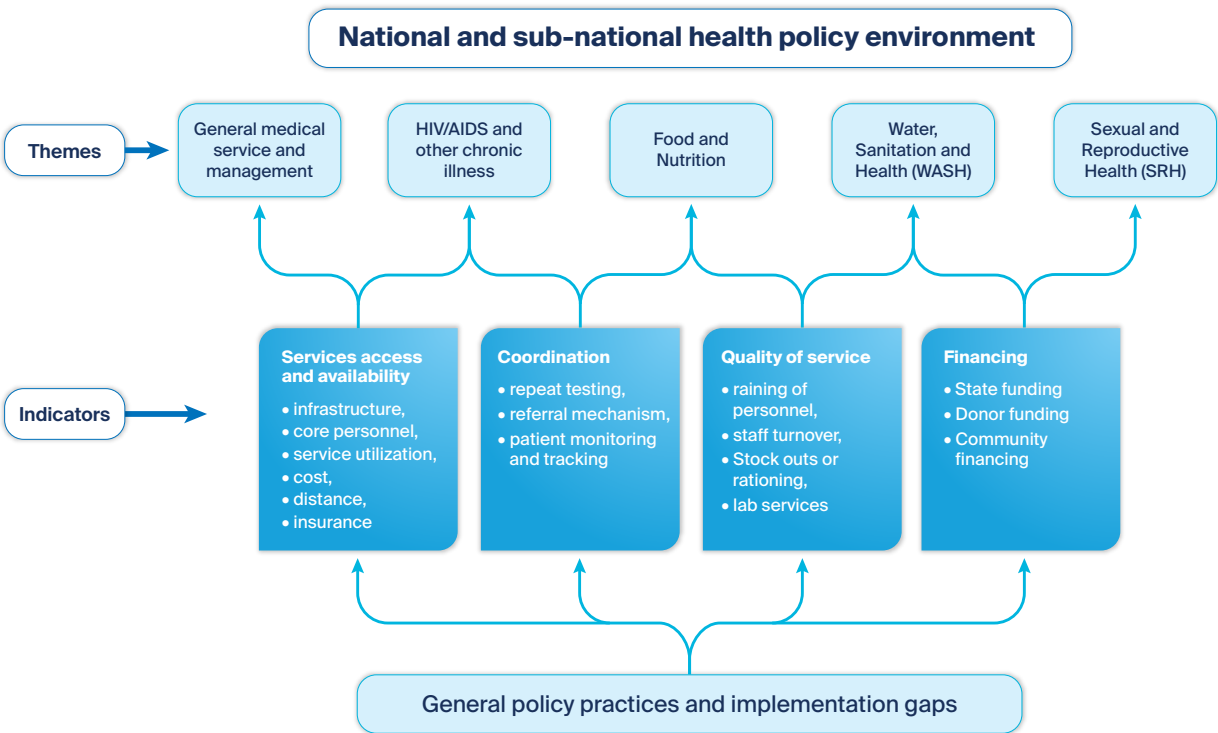 National and sub-national health policy environment
Themes
General medical
service and
management
HIV/AIDS and
other chronic
illness
Food and
Nutrition
Water,
Sanitation and
Health (WASH)
Sexual and
Reproductive
Health (SRH)
Indicators
Services access
and availability
• infrastructure,
• core personnel,
• service utilization,
• cost,
• distance,
• insurance
Coordination
• repeat testing,
• referral mechanism,
• patient monitoring
and tracking
Quality of service
• raining of
personnel,
• staff turnover,
• Stock outs or
rationing,
• lab services
Financing
• State funding
• Donor funding
• Community
financing
General policy practices and implementation gaps